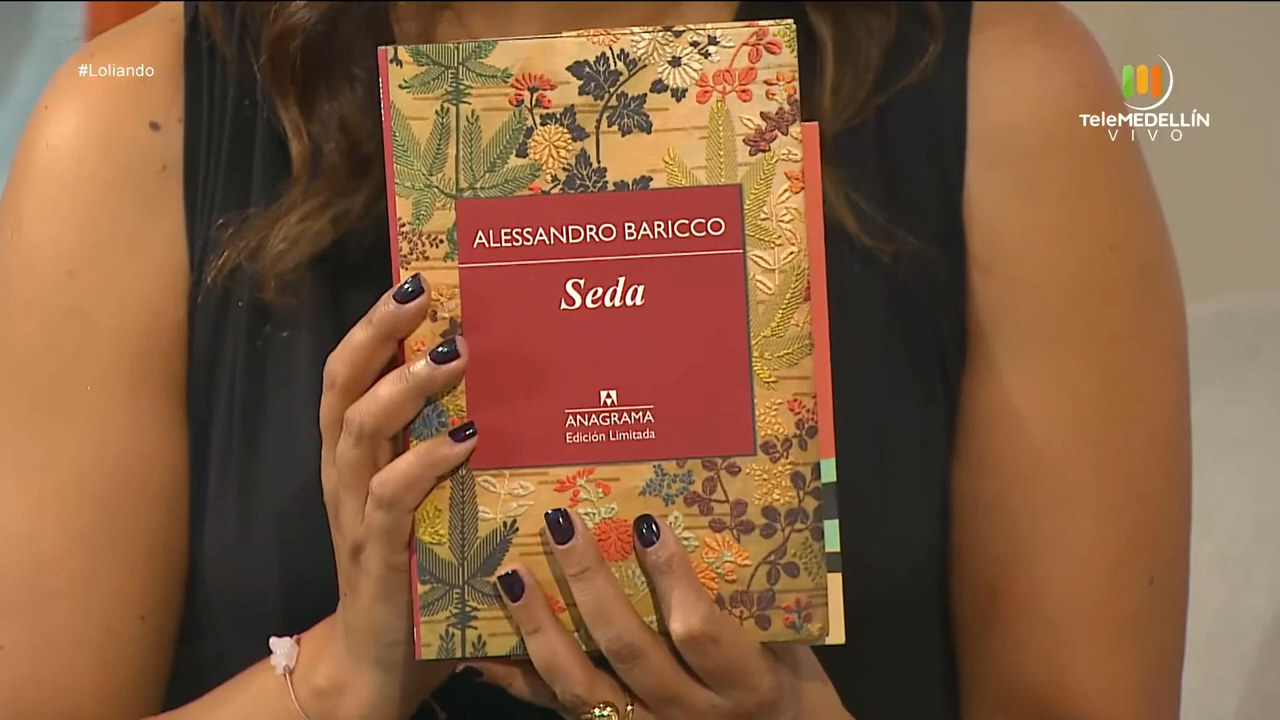 #Loliando
TeleMEDELLÍN
VIVO
ALESSANDRO BARICCO
Seda
ANAGRAMA
Edición Limitada